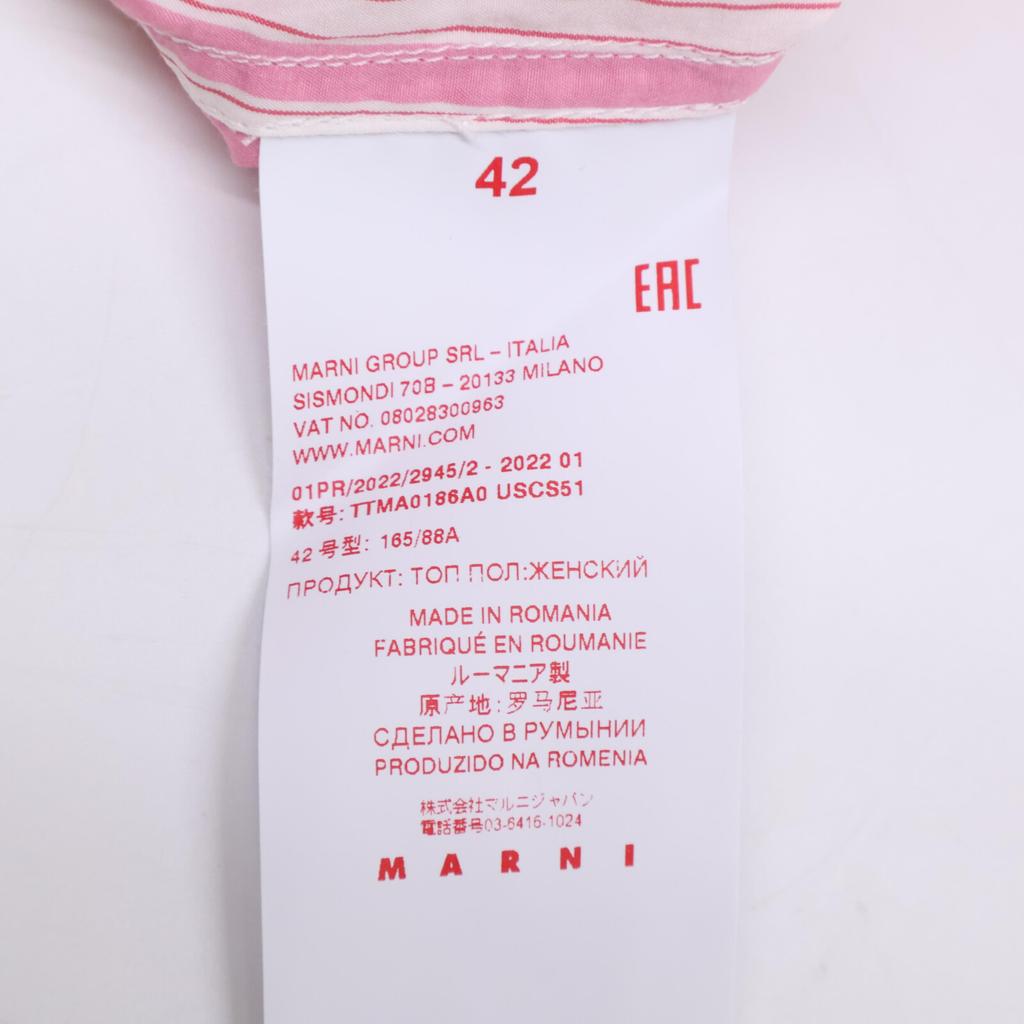 42
EAC
MARNI GROUP SRL – ITALIA
SISMONDI 70B – 20133 MILANO
VAT NO. 08028300963
WWW.MARNI.COM
01PR/2022/2945/2 - 2022 01
款号: TTMA0186A0 USCS51
42 号型: 165/88A
ПРОДУКТ: ТОП ПОЛ:ЖЕНСКИЙ
MADE IN ROMANIA
FABRIQUÉ EN ROUMANIE
ルーマニア製
原产地: 罗马尼亚
СДЕЛАНО В РУМЫНИИ
PRODUZIDO NA ROMENIA
株式会社マルニジャパン
電話番号03-6416-1024
MARNI